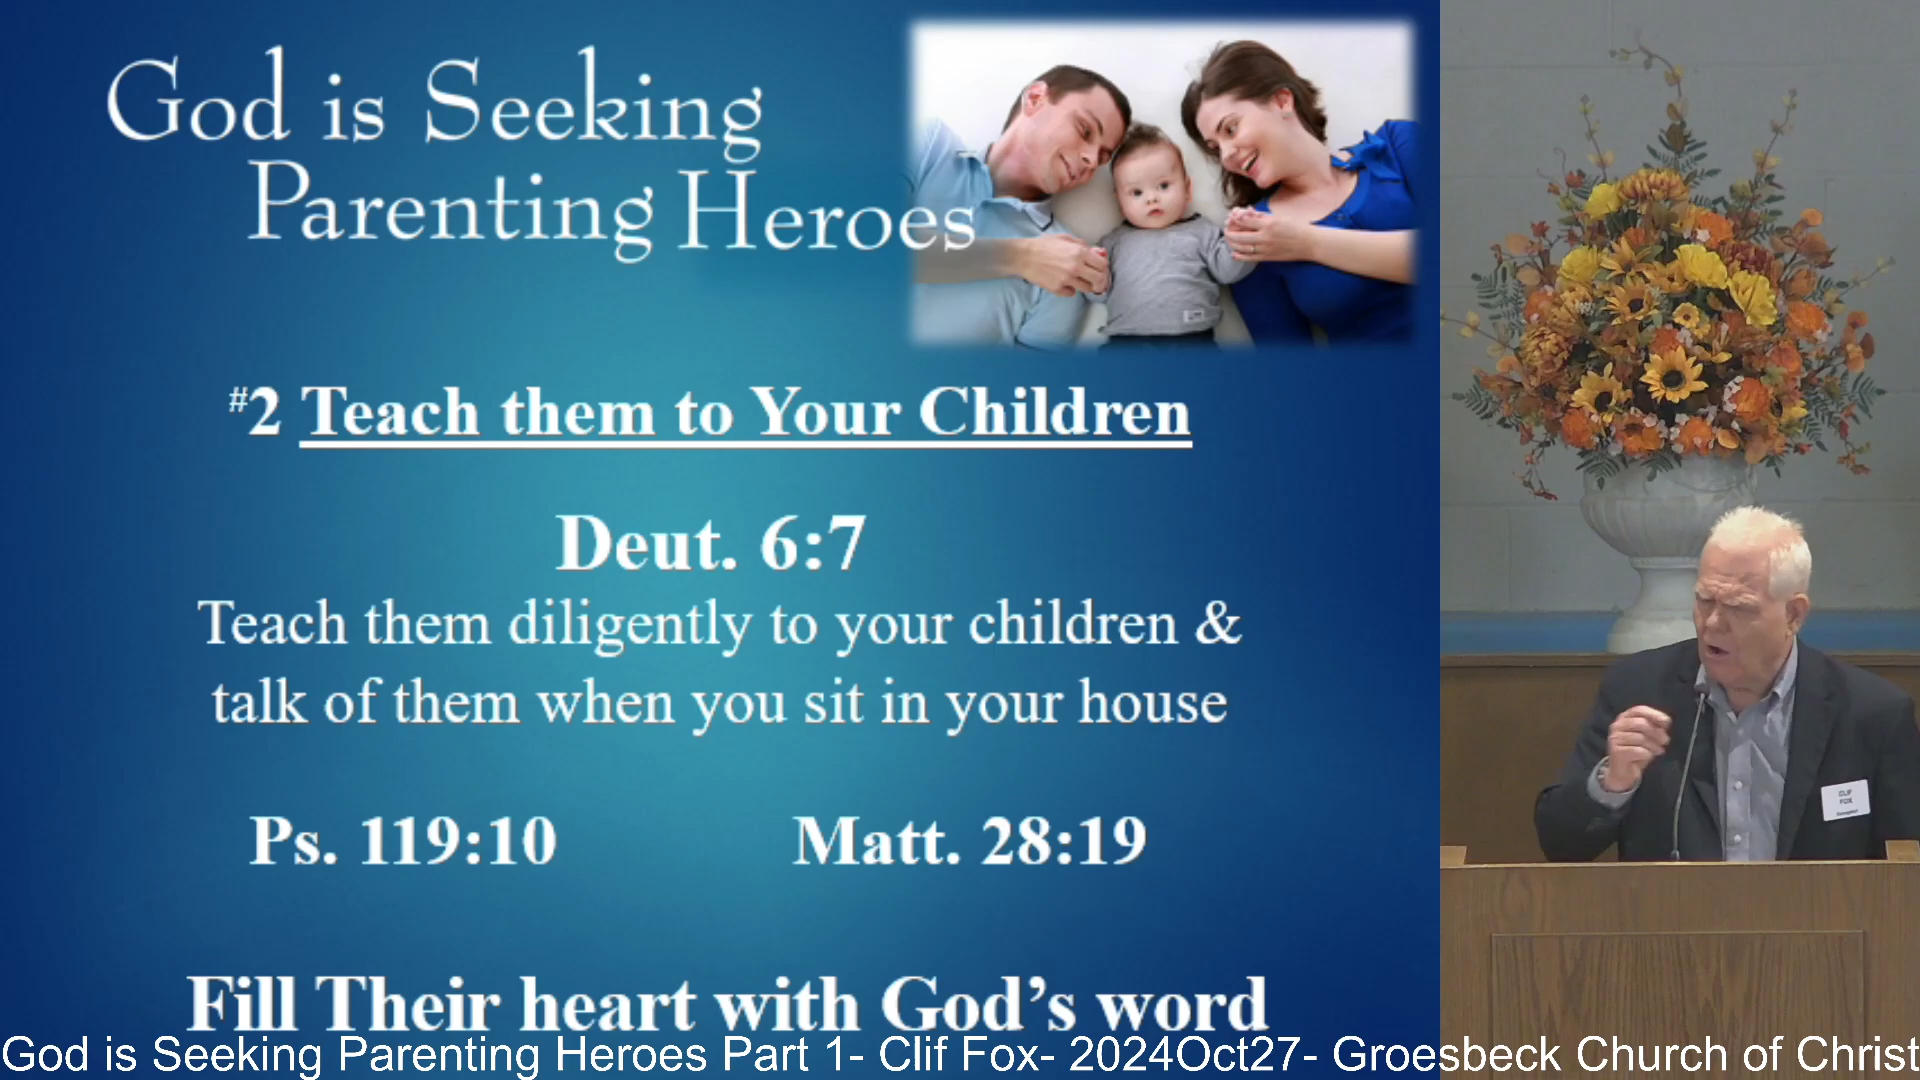 God is Seeking
Parenting Heroes
#2 Teach them to Your Children
Deut. 6:7
Teach them diligently to your children &
talk of them when you sit in your house
Ps. 119:10 Matt. 28:19
Fill Their heart with God's word
CLIF
FOX
God is Seeking Parenting Heroes Part 1- Clif Fox- 2024Oct27- Groesbeck Church of Christ